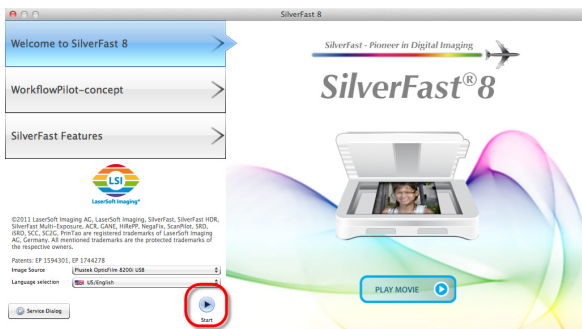 SilverFast 8
Welcome to SilverFast 8
WorkflowPilot-concept
SilverFast Features
LSI
LaserSoft Imaging®
©2011 LaserSoft Imaging AG, LaserSoft Imaging, SilverFast, SilverFast HDR,
SilverFast Multi-Exposure, ACR, GANE, HiRePP, NegaFix, ScanPilot, SRD,
iSRD, SCC, SC2G, PrinTao are registered trademarks of LaserSoft Imaging
AG, Germany. All mentioned trademarks are the protected trademarks of
the respective owners.
Patents: EP 1594301, EP 1744278
Image Source Plustek OpticFilm 8200i USB
Language selection US/English
Service Dialog
Start
SilverFast - Pioneer in Digital Imaging
SilverFast®8
PLAY MOVIE